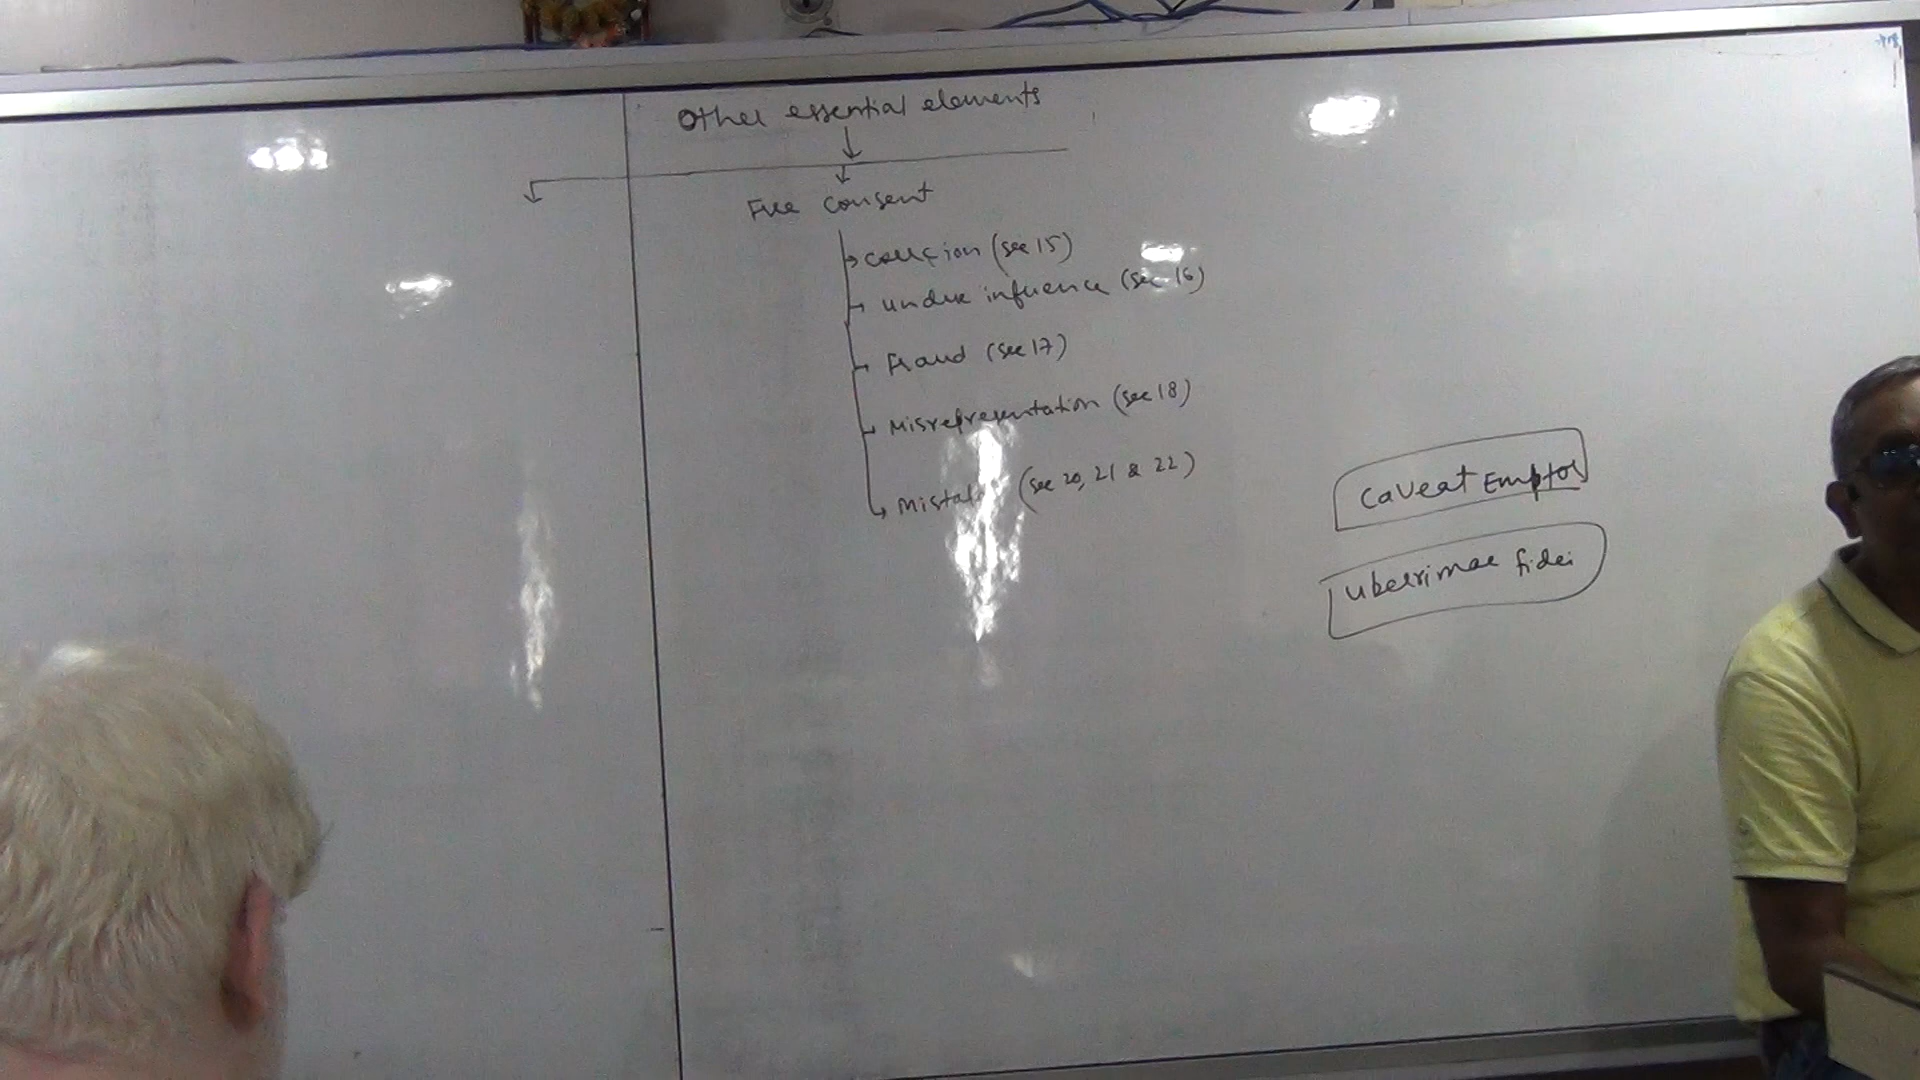 Other essential elements
Free consent
coercion (sec 15)
undue influence (sec 16)
Fraud (sec 17)
Misrepresentation (sec 18)
(sec 20, 21 & 22)
Caveat Emptor
uberrimae fidei